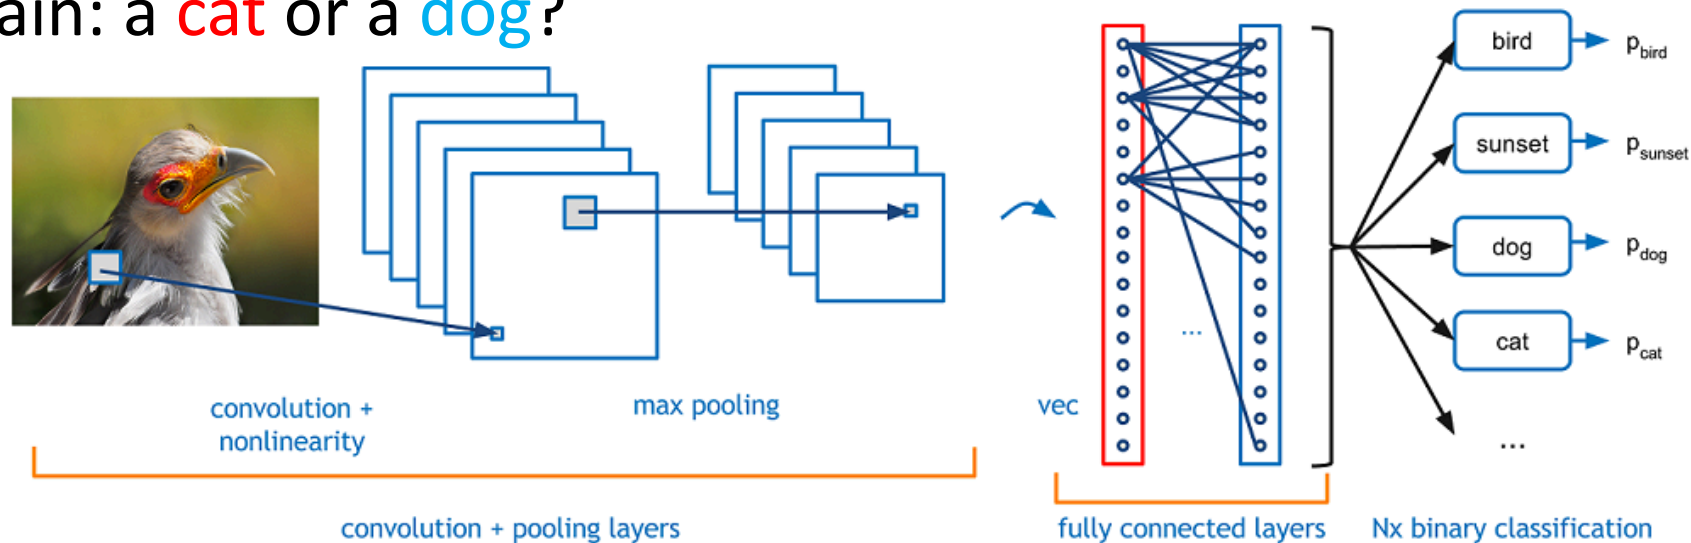 ain: a cat or a dog?
bird
p_bird
sunset
p_sunset
dog
p_dog
cat
p_cat
...
...
convolution +
nonlinearity
max pooling
vec
convolution + pooling layers
fully connected layers
Nx binary classification